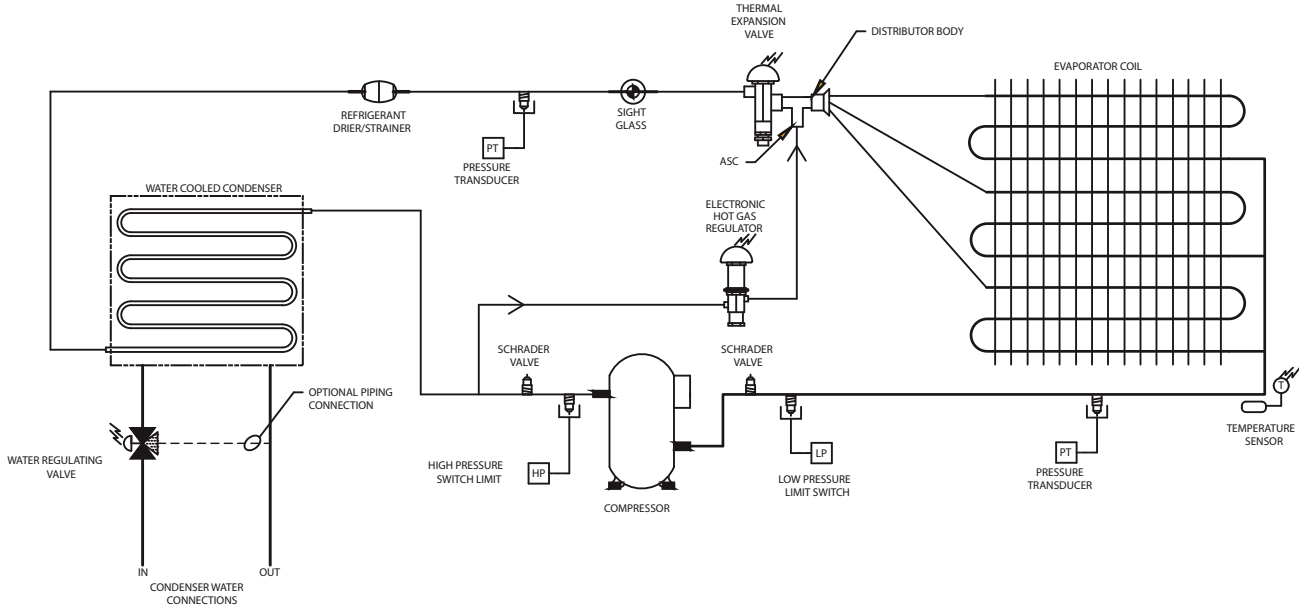 THERMAL
EXPANSION
VALVE
DISTRIBUTOR BODY
EVAPORATOR COIL
REFRIGERANT
DRIER/STRAINER
SIGHT
GLASS
PT
PRESSURE
TRANSDUCER
ASC
WATER COOLED CONDENSER
ELECTRONIC
HOT GAS
REGULATOR
SCHRADER
VALVE
SCHRADER
VALVE
OPTIONAL PIPING
CONNECTION
T
TEMPERATURE
SENSOR
WATER REGULATING
VALVE
HIGH PRESSURE
SWITCH LIMIT
HP
COMPRESSOR
LP
LOW PRESSURE
LIMIT SWITCH
PT
PRESSURE
TRANSDUCER
IN
OUT
CONDENSER WATER
CONNECTIONS